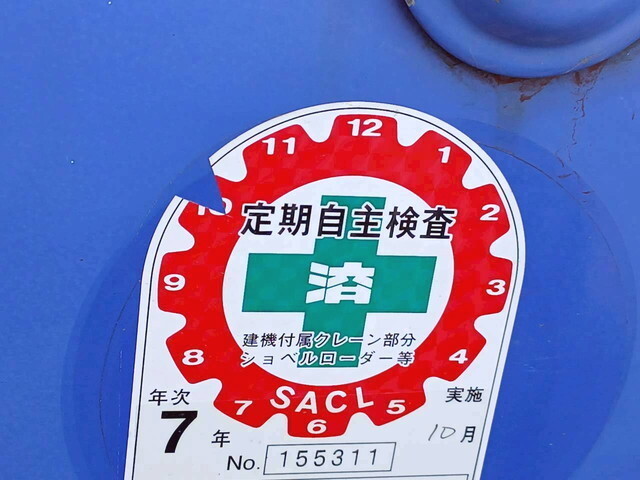 12
11
1
10
2
定期自主検査
9
溶
3
建機付属クレーン部分
ショベルローダー等
8
4
7
SACL
5
6
年次
実施
7年
10月
No. 155311